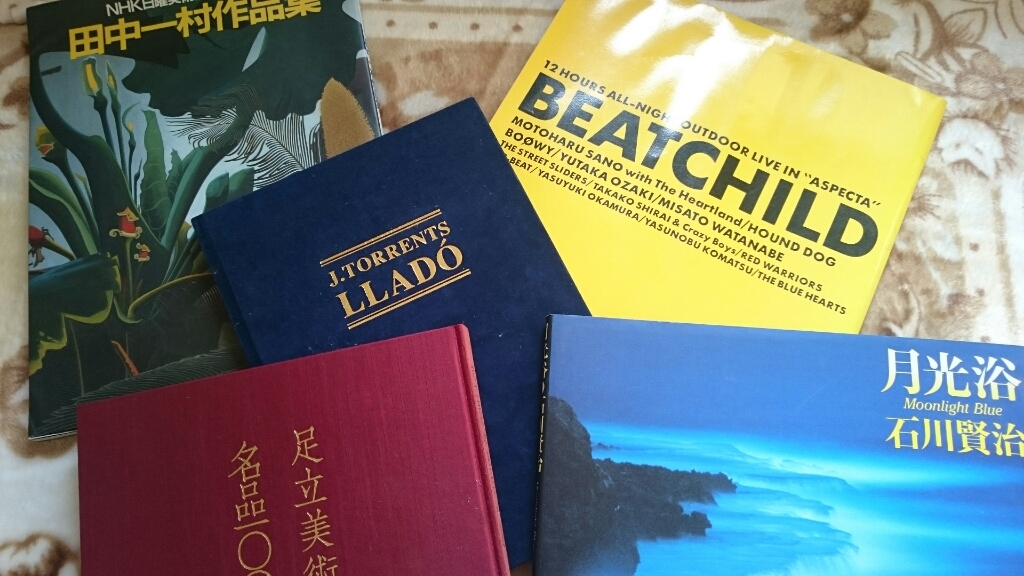 NHK日曜美術
田中一村作品集
12 HOURS ALL-NIGHT OUTDOOR LIVE IN "ASPECTA"
BEATCHILD
MOTOHARU SANO with The Heartland/HOUND DOG
BOØWY/YUTAKA OZAKI/MISATO WATANABE
THE STREET SLIDERS/TAKAKO SHIRAI & Crazy Boys/RED WARRIORS
-BEAT/YASUYUKI OKAMURA/YASUNOBU KOMATSU/THE BLUE HEARTS
J.TORRENTS
LLADÓ
月光浴
Moonlight Blue
石川賢治
足立美術
名品一〇